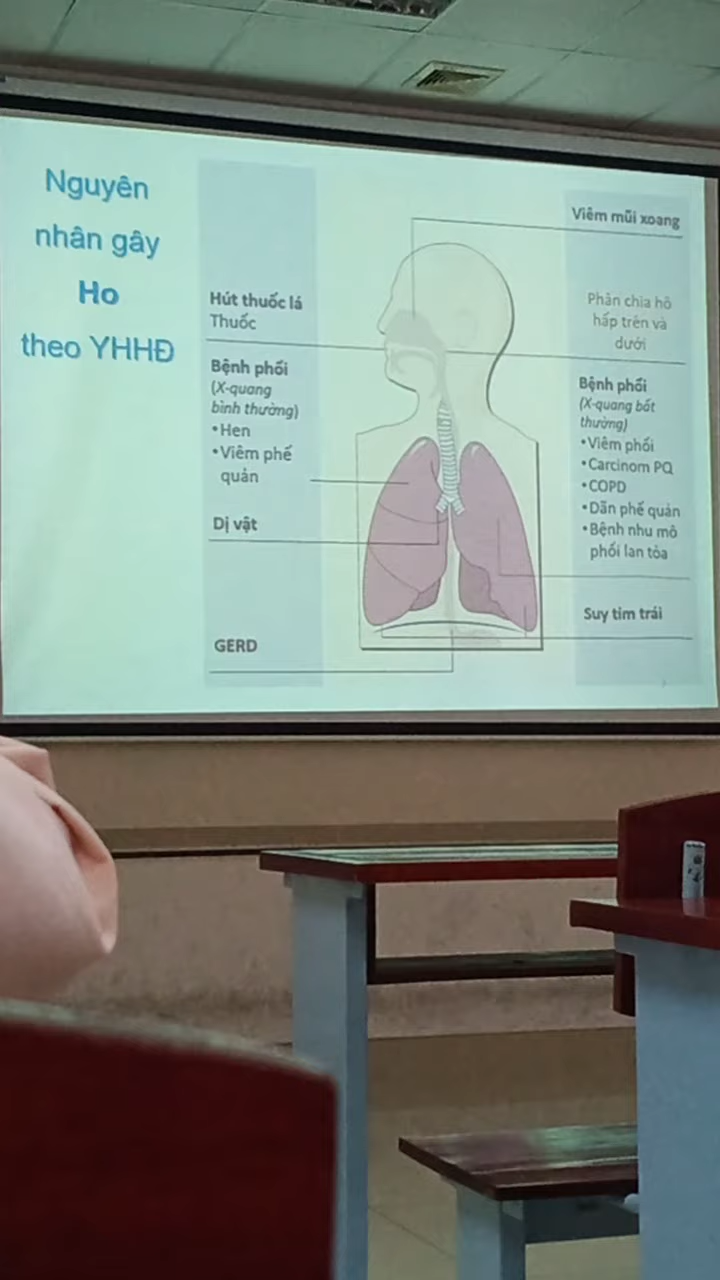 Nguyên
nhân gây
Ho
theo YHHĐ
Hút thuốc lá
Thuốc
Bệnh phổi
(X-quang
bình thường)
•Hen
•Viêm phế
quản
Dị vật
GERD
Viêm mũi xoang
Phân chia hô
hấp trên và
dưới
Bệnh phổi
(X-quang bất
thường)
•Viêm phổi
•Carcinom PQ
•COPD
•Dãn phế quản
•Bệnh nhu mô
phổi lan tỏa
Suy tim trái